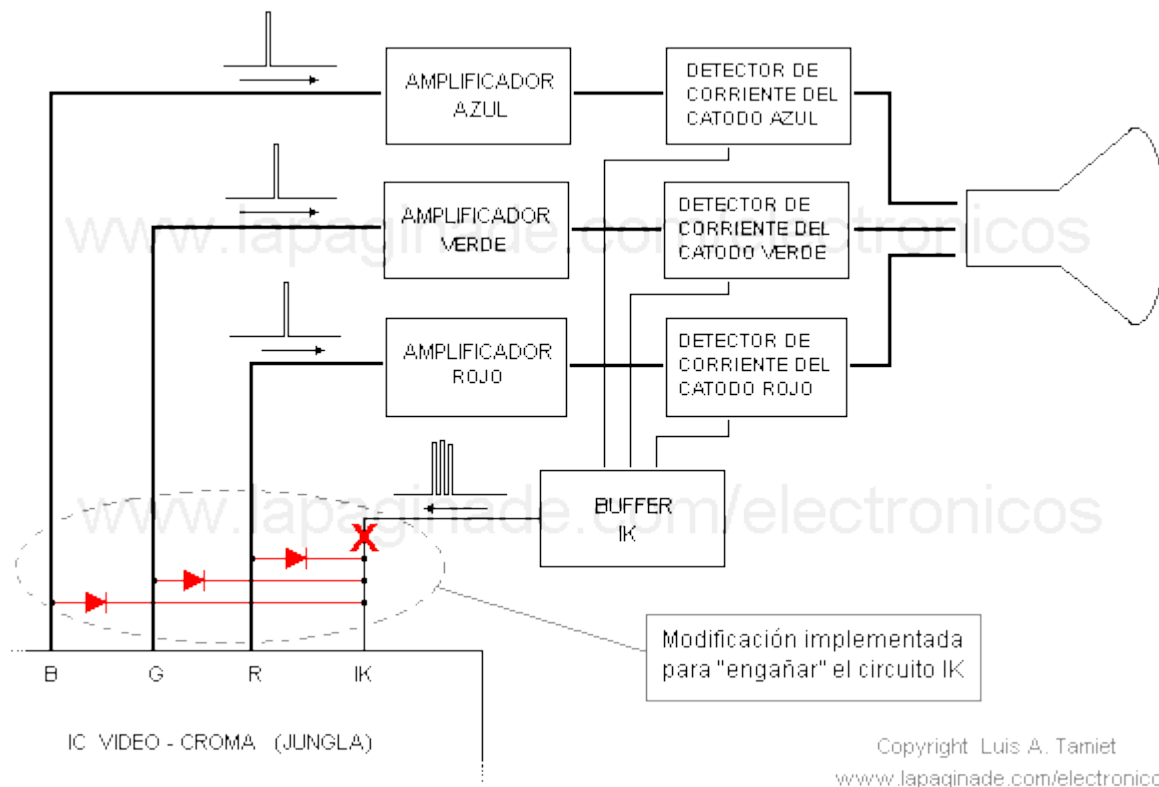 AMPLIFICADOR
AZUL
DETECTOR DE
CORRIENTE DEL
CATODO AZUL
AMPLIFICADOR
VERDE
DETECTOR DE
CORRIENTE DEL
CATODO VERDE
www.lapaginade.com/electronicos
AMPLIFICADOR
ROJO
DETECTOR DE
CORRIENTE DEL
CATODO ROJO
BUFFER
IK
www.lapaginade.com/electronicos
Modificación implementada
para "engañar" el circuito IK
B G R IK
IC VIDEO - CROMA (JUNGLA)
Copyright Luis A. Tamiet
www.lapaginade.com/electronico